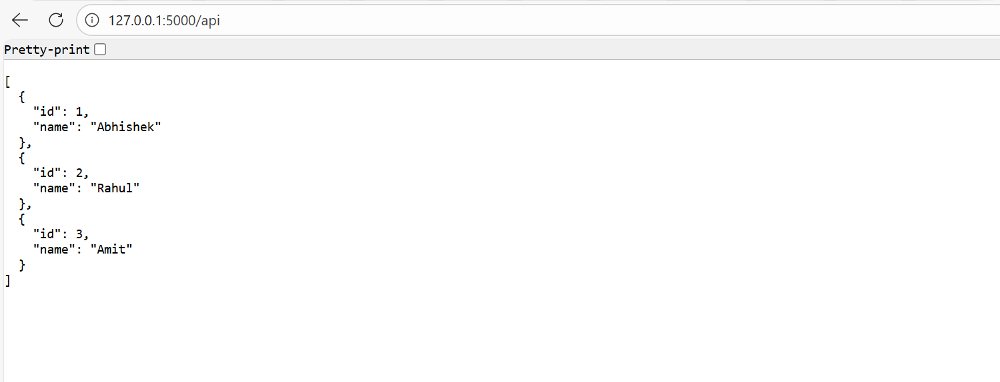 127.0.0.1:5000/api
Pretty-print
[
  {
    "id": 1,
    "name": "Abhishek"
  },
  {
    "id": 2,
    "name": "Rahul"
  },
  {
    "id": 3,
    "name": "Amit"
  }
]